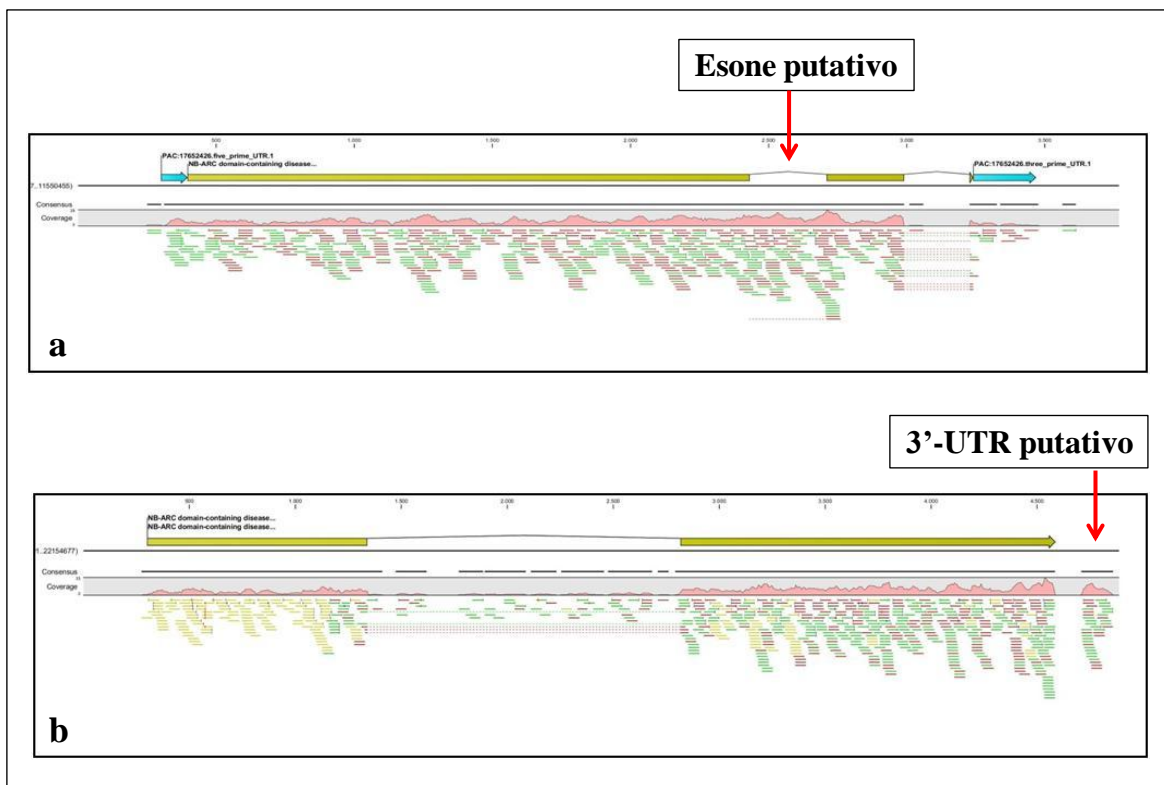 Esone putativo
500 1.000 1.500 2.000 2.500 3.000 3.500
PAC:17652426.five_prime_UTR.1
NB-ARC domain-containing disease...
PAC:17652426.three_prime_UTR.1
7..11550455)
Consensus
Coverage
a
3’-UTR putativo
500 1.000 1.500 2.000 2.500 3.000 3.500 4.000 4.500
NB-ARC domain-containing disease...
NB-ARC domain-containing disease...
1..22154677)
Consensus
Coverage
b